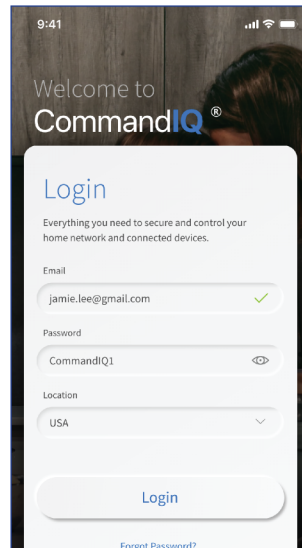 9:41
Welcome to
CommandIQ ®
Login
Everything you need to secure and control your
home network and connected devices.
Email
jamie.lee@gmail.com
Password
CommandIQ1
Location
USA
Login
Forgot Password?